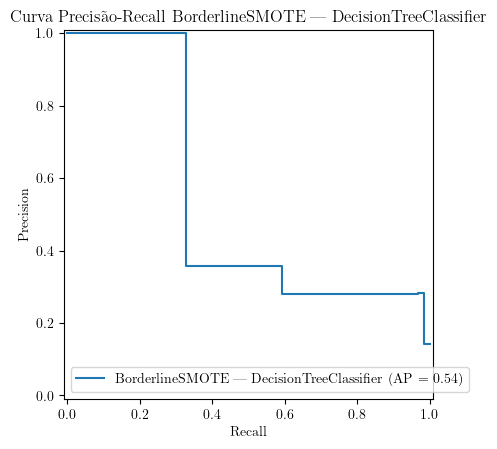 Curva Precisão-Recall BorderlineSMOTE — DecisionTreeClassifier
1.0
0.8
0.6
0.4
0.2
0.0
Precision
BorderlineSMOTE — DecisionTreeClassifier (AP = 0.54)
0.0 0.2 0.4 0.6 0.8 1.0
Recall